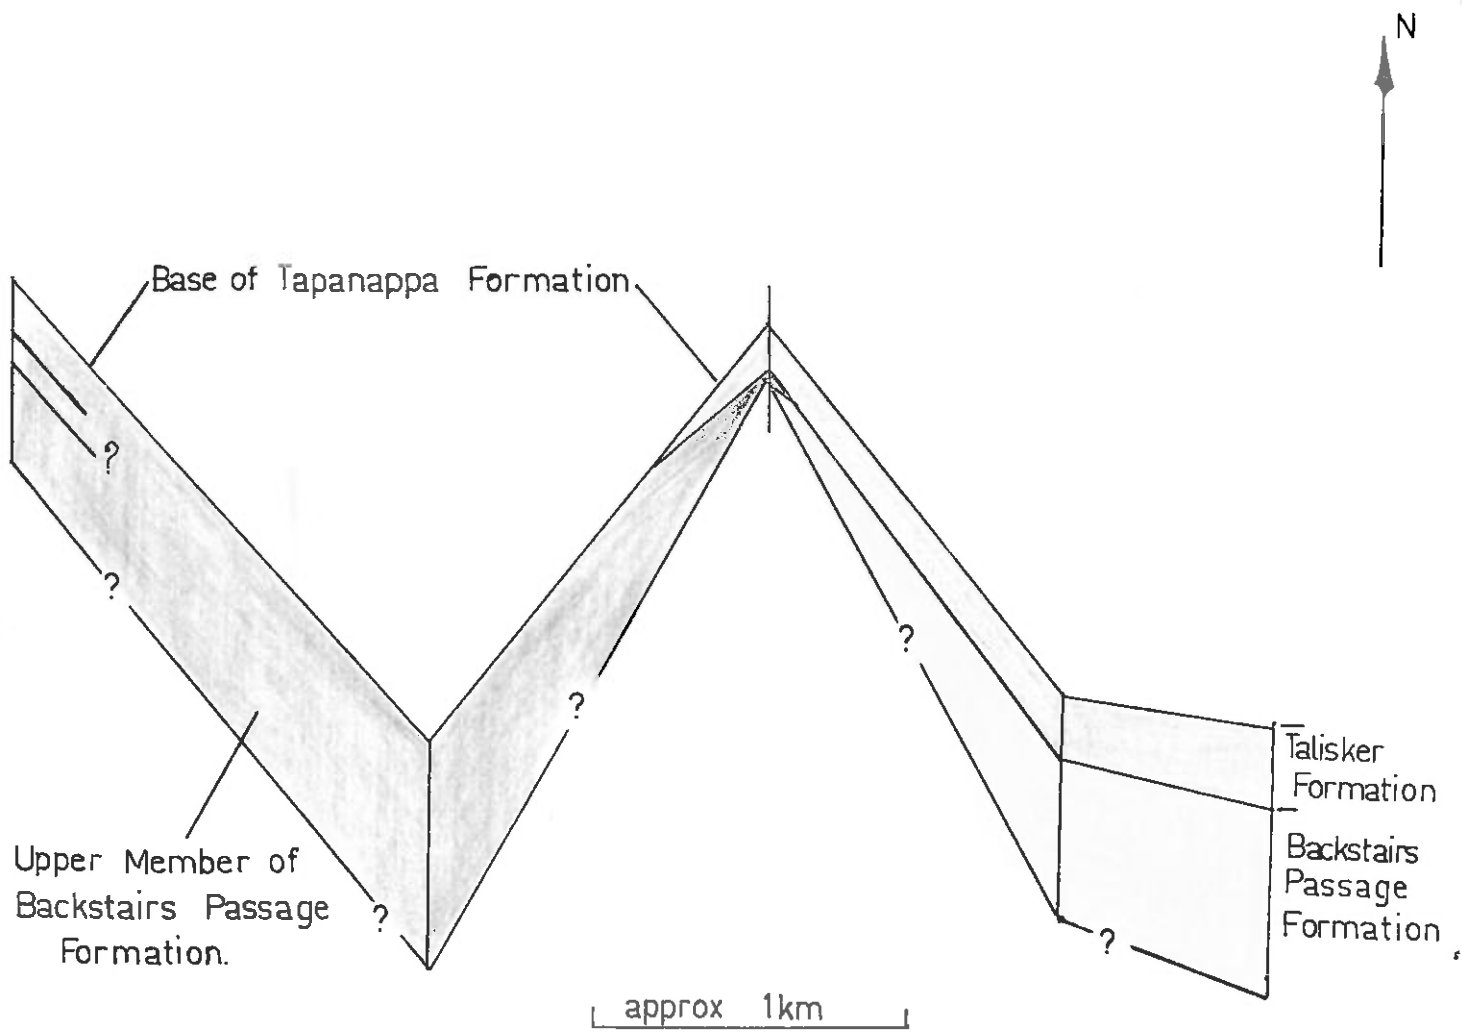 N
Base of Tapanappa Formation
?
?
?
?
?
?
Talisker
Formation
Backstairs
Passage
Formation
Upper Member of
Backstairs Passage
Formation.
approx 1km